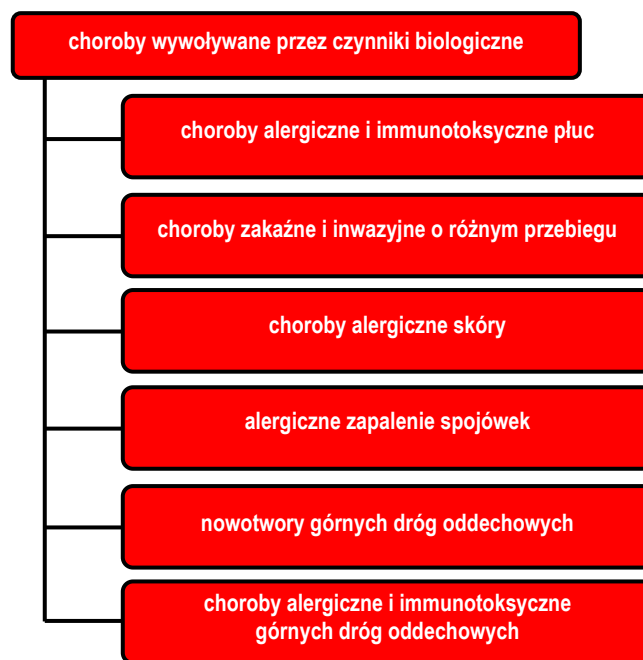 choroby wywoływane przez czynniki biologiczne
choroby alergiczne i immunotoksyczne płuc
choroby zakaźne i inwazyjne o różnym przebiegu
choroby alergiczne skóry
alergiczne zapalenie spojówek
nowotwory górnych dróg oddechowych
choroby alergiczne i immunotoksyczne
górnych dróg oddechowych